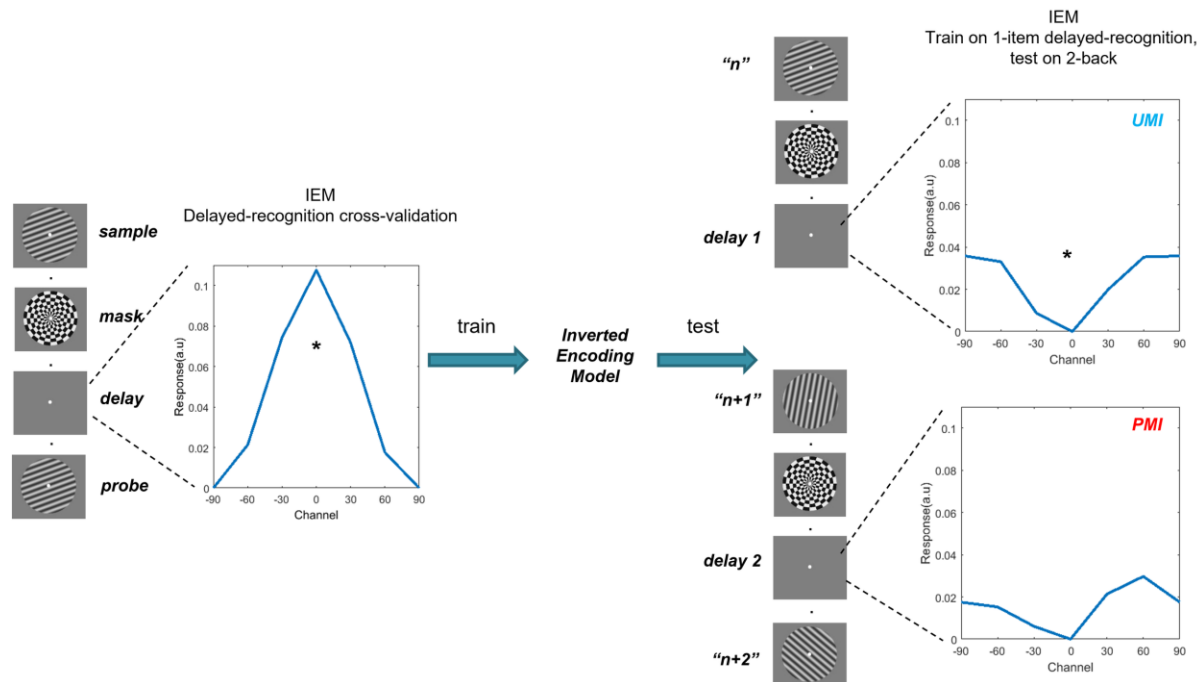 IEM
Delayed-recognition cross-validation
sample
mask
delay
probe
Response(a.u)
0.1
0.08
0.06
0.04
0.02
0
*
-90 -60 -30 0 30 60 90
Channel
train
Inverted
Encoding
Model
test
"n"
delay 1
"n+1"
delay 2
"n+2"
IEM
Train on 1-item delayed-recognition,
test on 2-back
UMI
Response(a.u)
0.1
0.08
0.06
0.04
0.02
0
*
-90 -60 -30 0 30 60 90
Channel
PMI
Response(a.u)
0.1
0.08
0.06
0.04
0.02
0
-90 -60 -30 0 30 60 90
Channel